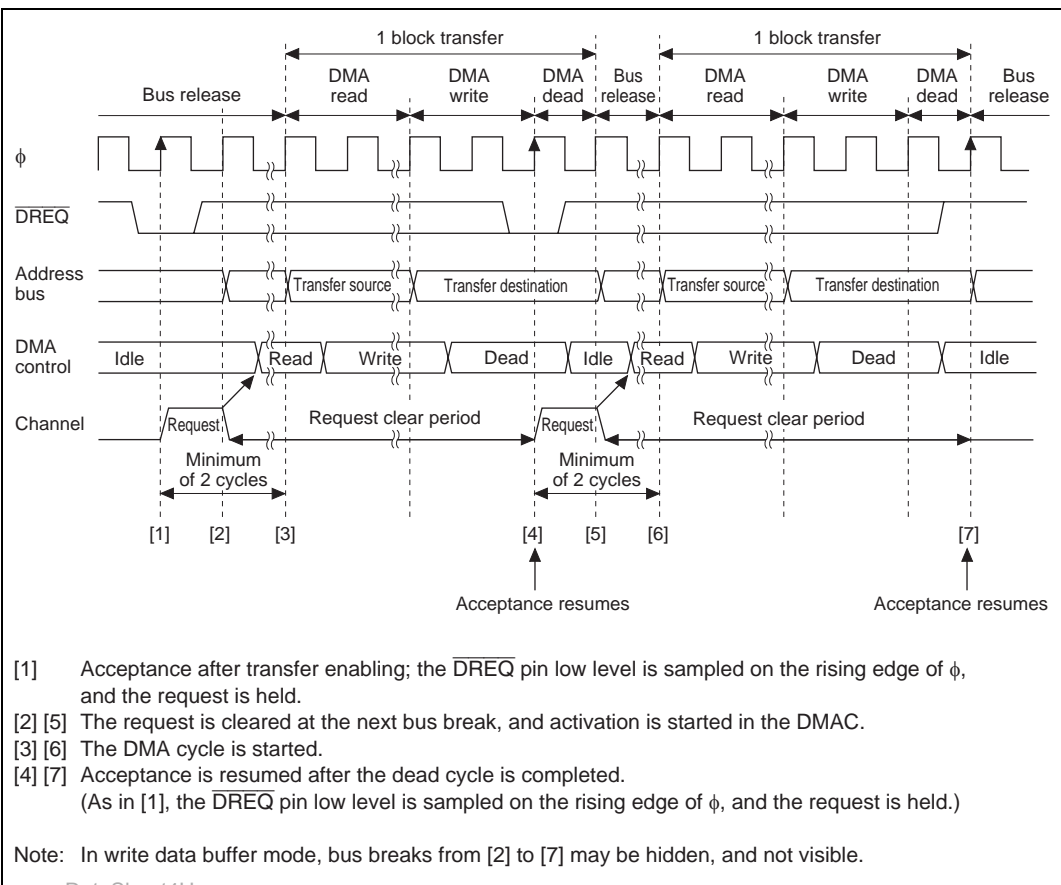 1 block transfer 1 block transfer
Bus release DMA read DMA write DMA dead Bus release DMA read DMA write DMA dead Bus release
φ
DREQ
Address bus Transfer source Transfer destination Transfer source Transfer destination
DMA control Idle Read Write Dead Idle Read Write Dead Idle
Channel Request Request clear period Request Request clear period
Minimum of 2 cycles Minimum of 2 cycles
[1] [2] [3] [4] [5] [6] [7]
Acceptance resumes Acceptance resumes
[1] Acceptance after transfer enabling; the DREQ pin low level is sampled on the rising edge of φ,
and the request is held.
[2] [5] The request is cleared at the next bus break, and activation is started in the DMAC.
[3] [6] The DMA cycle is started.
[4] [7] Acceptance is resumed after the dead cycle is completed.
(As in [1], the DREQ pin low level is sampled on the rising edge of φ, and the request is held.)
Note: In write data buffer mode, bus breaks from [2] to [7] may be hidden, and not visible.